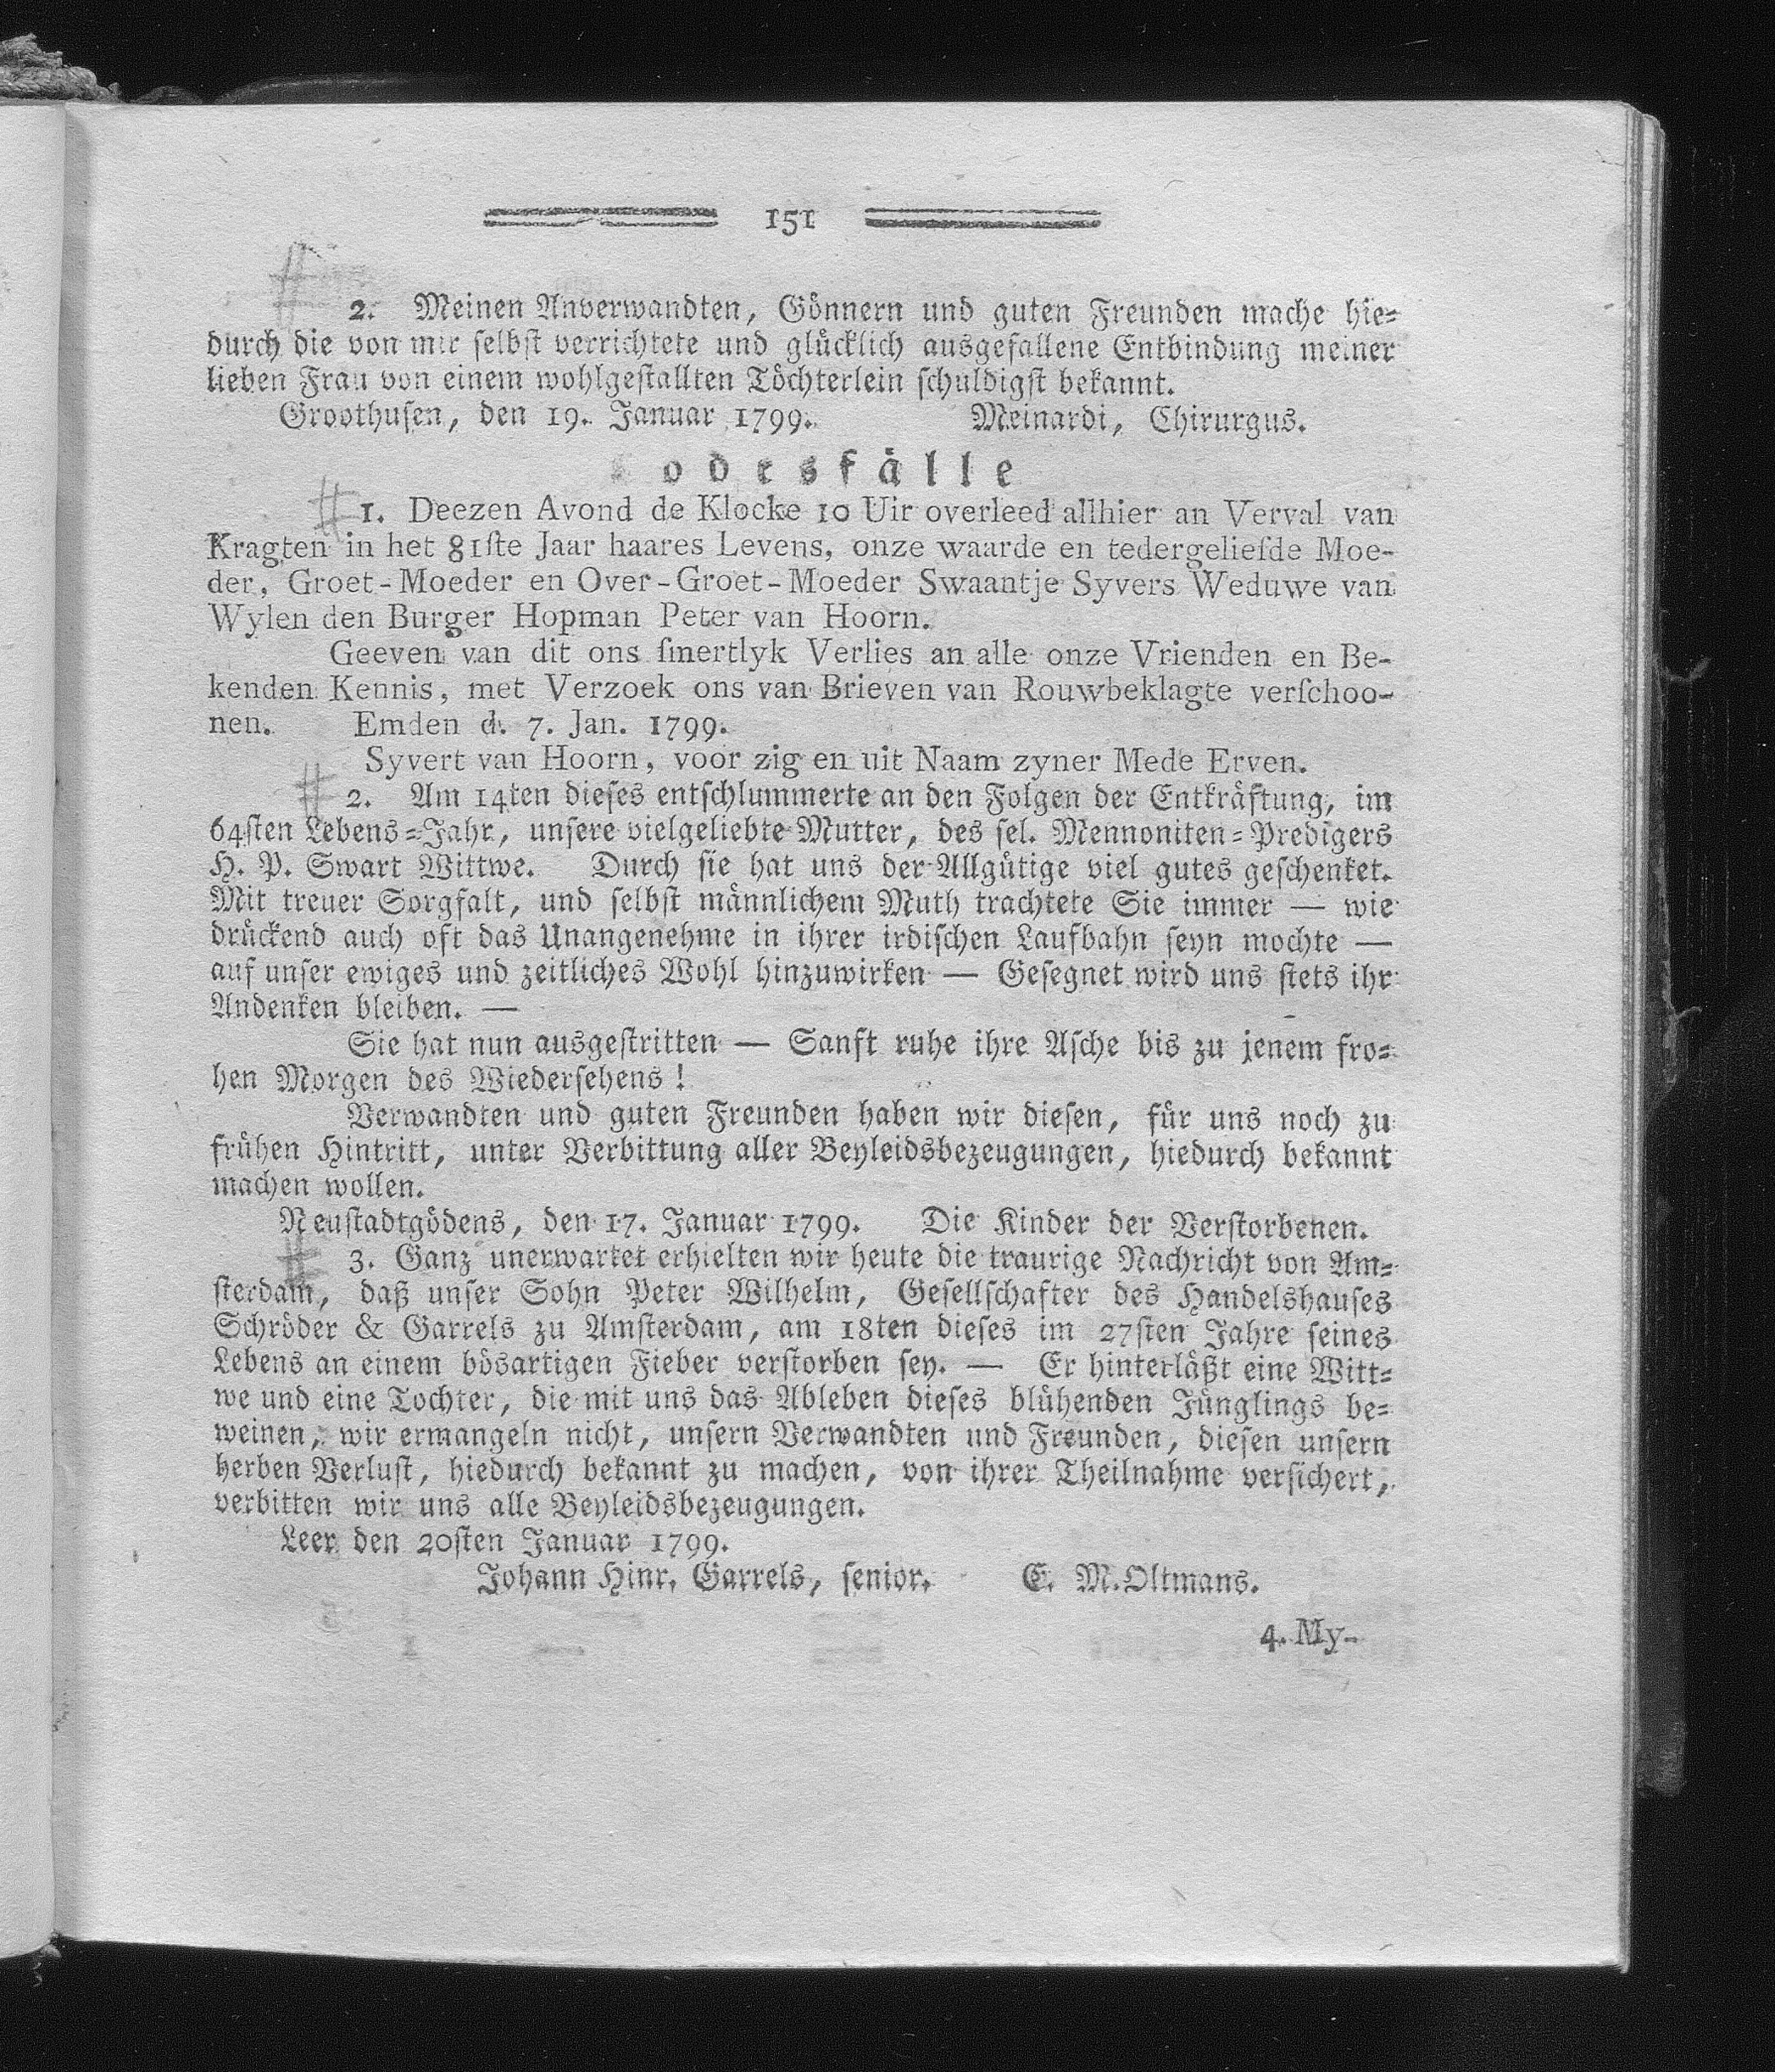 151
2. Meinen Anverwandten, Gönnern und guten Freunden mache hie-
durch die von mir selbst verrichtete und glücklich ausgefallene Entbindung meiner
lieben Frau von einem wohlgestallten Töchterlein schuldigst bekannt.
Groothusen, den 19. Januar 1799. Meinardi, Chirurgus.
odesfälle
1. Deezen Avond de Klocke 10 Uir overleed allhier an Verval van
Kragten in het 81ste Jaar haares Levens, onze waarde en tedergeliefde Moe-
der, Groet-Moeder en Over-Groet-Moeder Swaantje Syvers Weduwe van
Wylen den Burger Hopman Peter van Hoorn.
Geeven van dit ons smertlyk Verlies an alle onze Vrienden en Be-
kenden Kennis, met Verzoek ons van Brieven van Rouwbeklagte verschoo-
nen. Emden d. 7. Jan. 1799.
Syvert van Hoorn, voor zig en uit Naam zyner Mede Erven.
2. Am 14ten dieses entschlummerte an den Folgen der Entkräftung, im
64sten Lebens-Jahr, unsere vielgeliebte Mutter, des sel. Mennoniten-Predigers
H. P. Swart Wittwe. Durch sie hat uns der Allgütige viel gutes geschenket.
Mit treuer Sorgfalt, und selbst männlichem Muth trachtete Sie immer — wie
drückend auch oft das Unangenehme in ihrer irdischen Laufbahn seyn mochte —
auf unser ewiges und zeitliches Wohl hinzuwirken — Gesegnet wird uns stets ihr
Andenken bleiben. —
Sie hat nun ausgestritten — Sanft ruhe ihre Asche bis zu jenem fro-
hen Morgen des Wiedersehens!
Verwandten und guten Freunden haben wir diesen, für uns noch zu
frühen Hintritt, unter Verbittung aller Beyleidsbezeugungen, hiedurch bekannt
machen wollen.
Neustadtgödens, den 17. Januar 1799. Die Kinder der Verstorbenen.
3. Ganz unerwartet erhielten wir heute die traurige Nachricht von Am-
sterdam, daß unser Sohn Peter Wilhelm, Gesellschafter des Handelshauses
Schröder & Garrels zu Amsterdam, am 18ten dieses im 27sten Jahre seines
Lebens an einem bösartigen Fieber verstorben sey. — Er hinterläßt eine Witt-
we und eine Tochter, die mit uns das Ableben dieses blühenden Jünglings be-
weinen, wir ermangeln nicht, unsern Verwandten und Freunden, diesen unsern
herben Verlust, hiedurch bekannt zu machen, von ihrer Theilnahme versichert,
verbitten wir uns alle Beyleidsbezeugungen.
Leer den 20sten Januar 1799.
Johann Hinr. Garrels, senior. E. M. Oltmans.
4. My-